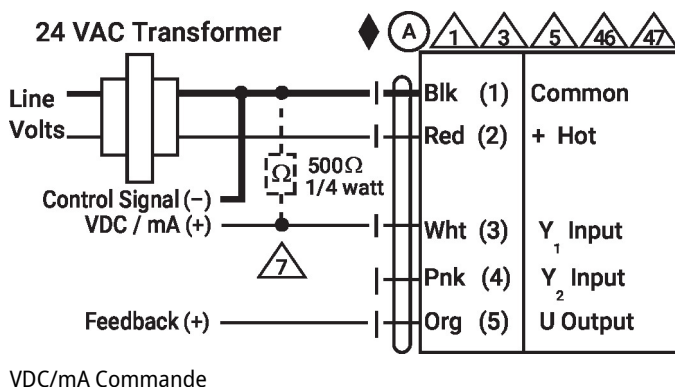 24 VAC Transformer
A 1 3 5 46 47
Line Volts
Blk (1) Common
Red (2) + Hot
Ω 500Ω 1/4 watt
Control Signal (−)
VDC / mA (+)
Wht (3) Y1 Input
7
Pnk (4) Y2 Input
Feedback (+)
Org (5) U Output
VDC/mA Commande